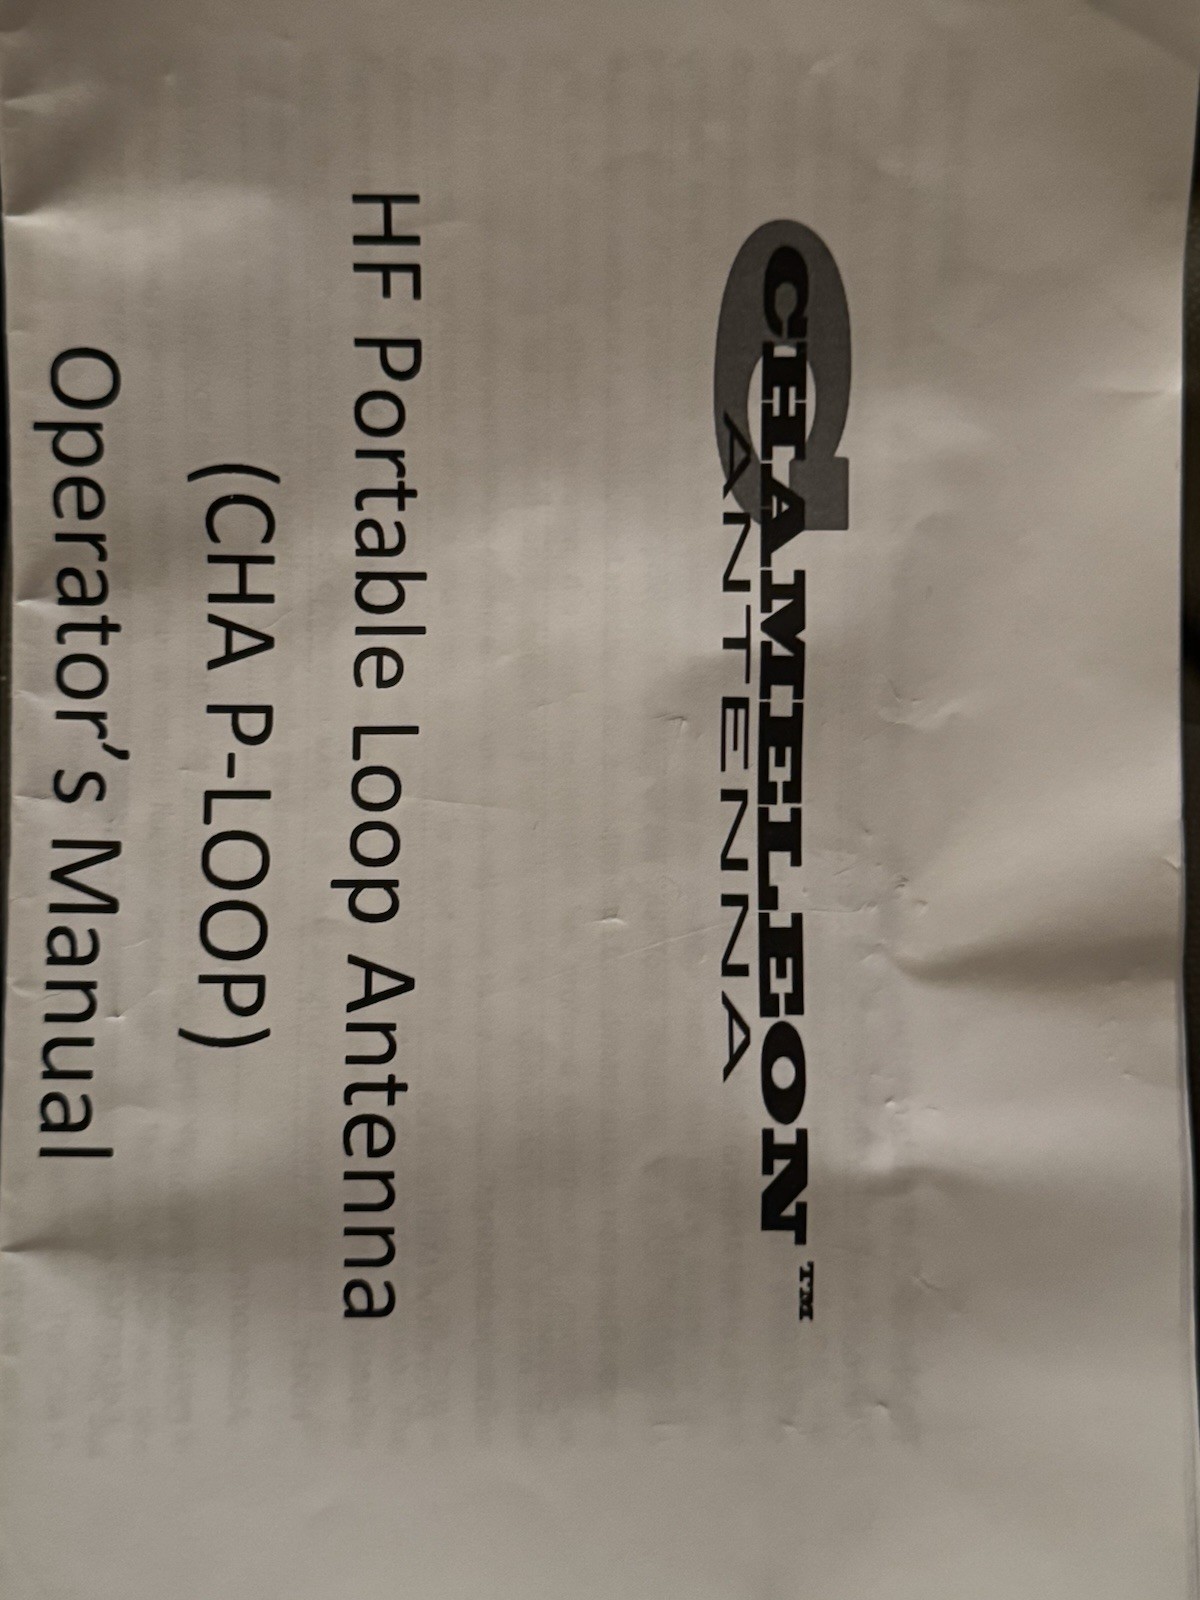 CHAMELEON™
ANTENNA
HF Portable Loop Antenna
(CHA P-LOOP)
Operator's Manual